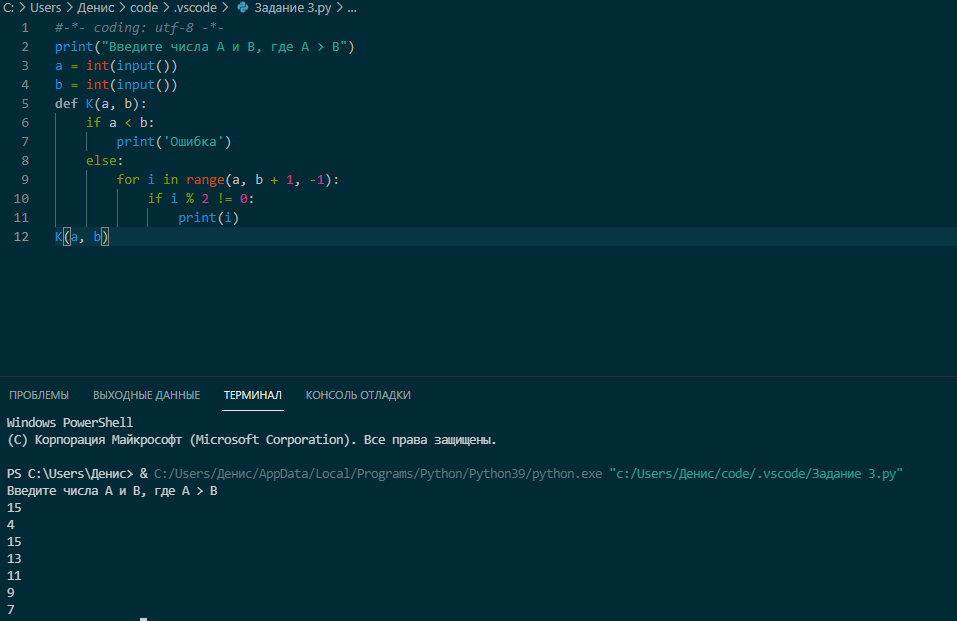 C: > Users > Денис > code > .vscode > Задание 3.py > ...
1 #-*- coding: utf-8 -*-
2 print("Введите числа А и В, где А > В")
3 a = int(input())
4 b = int(input())
5 def K(a, b):
6 if a < b:
7 print('Ошибка')
8 else:
9 for i in range(a, b + 1, -1):
10 if i % 2 != 0:
11 print(i)
12 K(a, b)
ПРОБЛЕМЫ ВЫХОДНЫЕ ДАННЫЕ ТЕРМИНАЛ КОНСОЛЬ ОТЛАДКИ
Windows PowerShell
(C) Корпорация Майкрософт (Microsoft Corporation). Все права защищены.
PS C:\Users\Денис> & C:/Users/Денис/AppData/Local/Programs/Python/Python39/python.exe "c:/Users/Денис/code/.vscode/Задание 3.py"
Введите числа А и В, где А > В
15
4
15
13
11
9
7